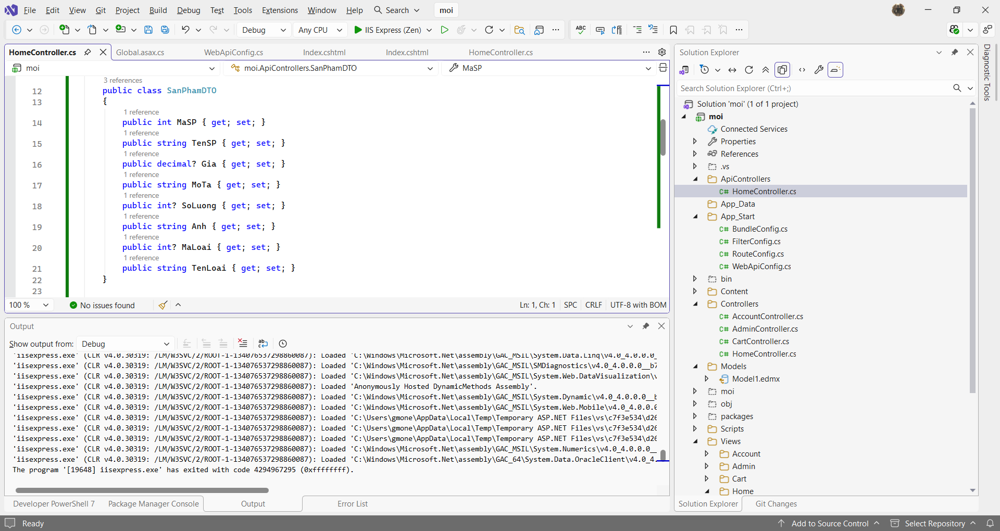 File Edit View Git Project Build Debug Test Tools Extensions Window Help Search moi
Debug Any CPU IIS Express (Zen)
HomeController.cs Global.asax.cs WebApiConfig.cs Index.cshtml Index.cshtml HomeController.cs
moi moi.ApiControllers.SanPhamDTO MaSP
3 references
12 public class SanPhamDTO
13 {
1 reference
14 public int MaSP { get; set; }
1 reference
15 public string TenSP { get; set; }
1 reference
16 public decimal? Gia { get; set; }
1 reference
17 public string MoTa { get; set; }
1 reference
18 public int? SoLuong { get; set; }
1 reference
19 public string Anh { get; set; }
1 reference
20 public int? MaLoai { get; set; }
1 reference
21 public string TenLoai { get; set; }
22 }
23
100 % No issues found Ln: 1, Ch: 1 SPC CRLF UTF-8 with BOM
Output
Show output from: Debug
'iisexpress.exe' (CLR v4.0.30319: /LM/W3SVC/2/ROOT-1-134076537298860087): Loaded 'C:\Windows\Microsoft.Net\assembly\GAC_MSIL\System.Data.Linq\v4.0_4.0.0.0_
'iisexpress.exe' (CLR v4.0.30319: /LM/W3SVC/2/ROOT-1-134076537298860087): Loaded 'C:\Windows\Microsoft.Net\assembly\GAC_MSIL\SMDiagnostics\v4.0_4.0.0.0__b7
'iisexpress.exe' (CLR v4.0.30319: /LM/W3SVC/2/ROOT-1-134076537298860087): Loaded 'C:\Windows\Microsoft.Net\assembly\GAC_MSIL\System.Web.DataVisualization\v
'iisexpress.exe' (CLR v4.0.30319: /LM/W3SVC/2/ROOT-1-134076537298860087): Loaded 'Anonymously Hosted DynamicMethods Assembly'.
'iisexpress.exe' (CLR v4.0.30319: /LM/W3SVC/2/ROOT-1-134076537298860087): Loaded 'C:\Windows\Microsoft.Net\assembly\GAC_MSIL\System.Dynamic\v4.0_4.0.0.0__b
'iisexpress.exe' (CLR v4.0.30319: /LM/W3SVC/2/ROOT-1-134076537298860087): Loaded 'C:\Windows\Microsoft.Net\assembly\GAC_MSIL\System.Web.Mobile\v4.0_4.0.0.0
'iisexpress.exe' (CLR v4.0.30319: /LM/W3SVC/2/ROOT-1-134076537298860087): Loaded 'C:\Users\gmone\AppData\Local\Temp\Temporary ASP.NET Files\vs\c7f3e534\d26
'iisexpress.exe' (CLR v4.0.30319: /LM/W3SVC/2/ROOT-1-134076537298860087): Loaded 'C:\Users\gmone\AppData\Local\Temp\Temporary ASP.NET Files\vs\c7f3e534\d26
'iisexpress.exe' (CLR v4.0.30319: /LM/W3SVC/2/ROOT-1-134076537298860087): Loaded 'C:\Users\gmone\AppData\Local\Temp\Temporary ASP.NET Files\vs\c7f3e534\d26
'iisexpress.exe' (CLR v4.0.30319: /LM/W3SVC/2/ROOT-1-134076537298860087): Loaded 'C:\Windows\Microsoft.Net\assembly\GAC_MSIL\System.Numerics\v4.0_4.0.0.0__
'iisexpress.exe' (CLR v4.0.30319: /LM/W3SVC/2/ROOT-1-134076537298860087): Loaded 'C:\Windows\Microsoft.Net\assembly\GAC_64\System.Data.OracleClient\v4.0_4.
The program '[19648] iisexpress.exe' has exited with code 4294967295 (0xffffffff).
Developer PowerShell 7 Package Manager Console Output Error List
Solution Explorer
Search Solution Explorer (Ctrl+;)
Solution 'moi' (1 of 1 project)
moi
Connected Services
Properties
References
.vs
ApiControllers
C# HomeController.cs
App_Data
App_Start
C# BundleConfig.cs
C# FilterConfig.cs
C# RouteConfig.cs
C# WebApiConfig.cs
bin
Content
Controllers
C# AccountController.cs
C# AdminController.cs
C# CartController.cs
C# HomeController.cs
Models
Model1.edmx
moi
obj
packages
Scripts
Views
Account
Admin
Cart
Home
Solution Explorer Git Changes
Diagnostic Tools
Ready Add to Source Control Select Repository